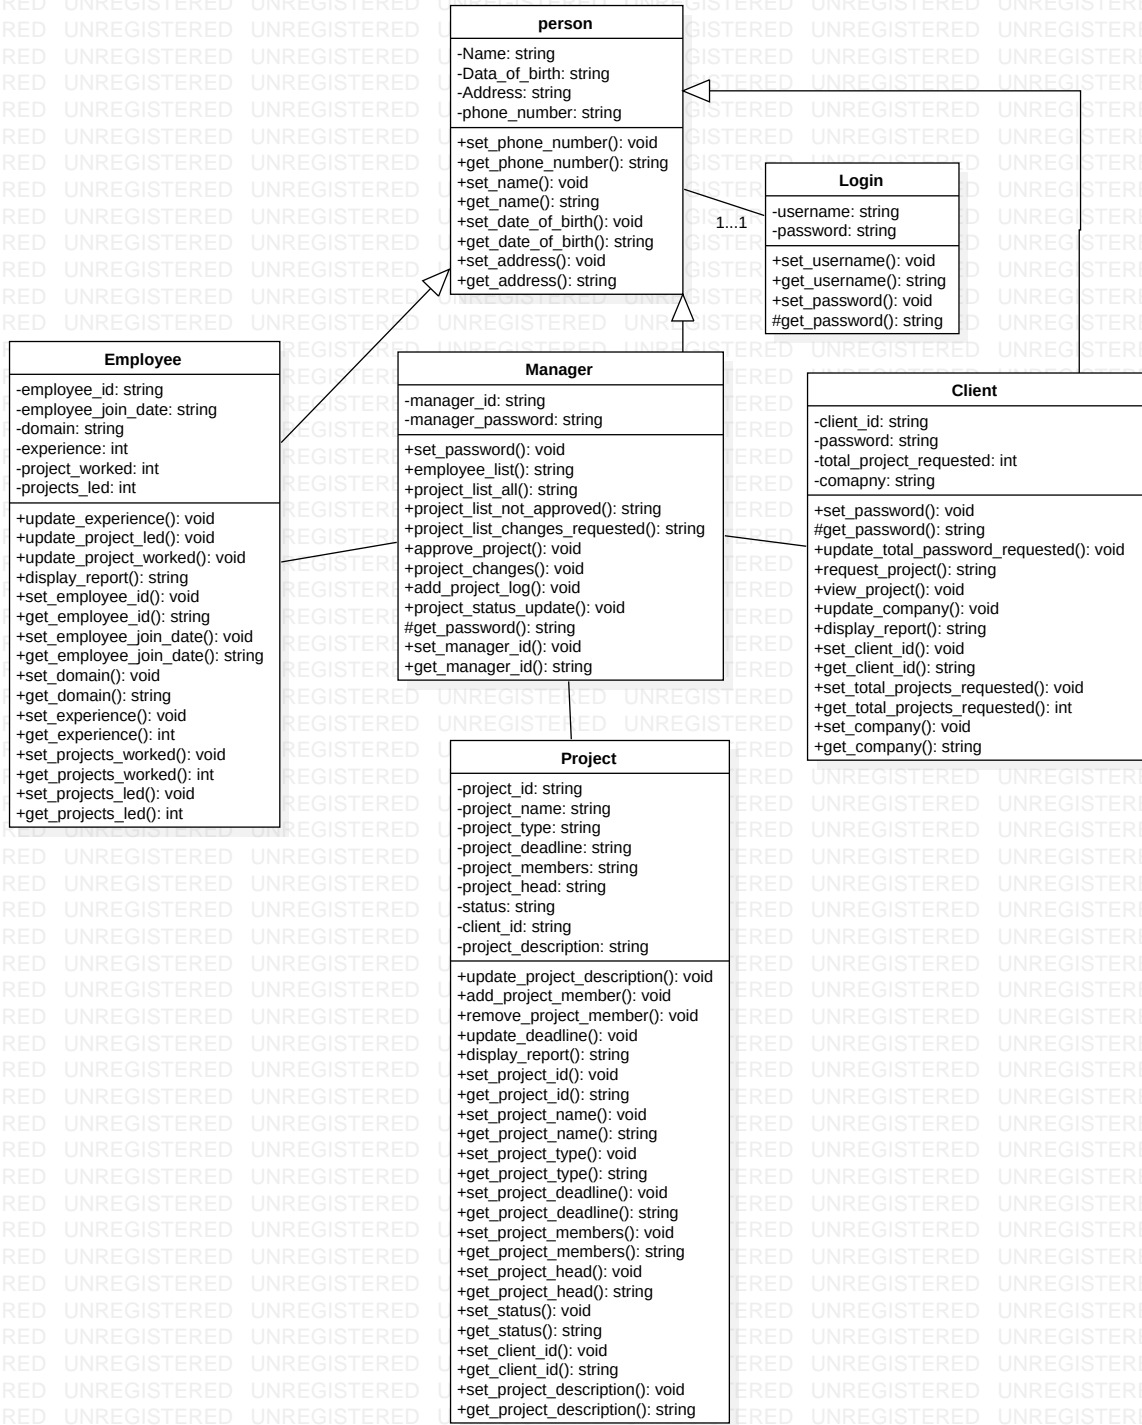 person
-Name: string
-Data_of_birth: string
-Address: string
-phone_number: string
+set_phone_number(): void
+get_phone_number(): string
+set_name(): void
+get_name(): string
+set_date_of_birth(): void
+get_date_of_birth(): string
+set_address(): void
+get_address(): string
1...1
Login
-username: string
-password: string
+set_username(): void
+get_username(): string
+set_password(): void
#get_password(): string
Employee
-employee_id: string
-employee_join_date: string
-domain: string
-experience: int
-project_worked: int
-projects_led: int
+update_experience(): void
+update_project_led(): void
+update_project_worked(): void
+display_report(): string
+set_employee_id(): void
+get_employee_id(): string
+set_employee_join_date(): void
+get_employee_join_date(): string
+set_domain(): void
+get_domain(): string
+set_experience(): void
+get_experience(): int
+set_projects_worked(): void
+get_projects_worked(): int
+set_projects_led(): void
+get_projects_led(): int
Manager
-manager_id: string
-manager_password: string
+set_password(): void
+employee_list(): string
+project_list_all(): string
+project_list_not_approved(): string
+project_list_changes_requested(): string
+approve_project(): void
+project_changes(): void
+add_project_log(): void
+project_status_update(): void
#get_password(): string
+set_manager_id(): void
+get_manager_id(): string
Client
-client_id: string
-password: string
-total_project_requested: int
-comapny: string
+set_password(): void
#get_password(): string
+update_total_password_requested(): void
+request_project(): string
+view_project(): void
+update_company(): void
+display_report(): string
+set_client_id(): void
+get_client_id(): string
+set_total_projects_requested(): void
+get_total_projects_requested(): int
+set_company(): void
+get_company(): string
Project
-project_id: string
-project_name: string
-project_type: string
-project_deadline: string
-project_members: string
-project_head: string
-status: string
-client_id: string
-project_description: string
+update_project_description(): void
+add_project_member(): void
+remove_project_member(): void
+update_deadline(): void
+display_report(): string
+set_project_id(): void
+get_project_id(): string
+set_project_name(): void
+get_project_name(): string
+set_project_type(): void
+get_project_type(): string
+set_project_deadline(): void
+get_project_deadline(): string
+set_project_members(): void
+get_project_members(): string
+set_project_head(): void
+get_project_head(): string
+set_status(): void
+get_status(): string
+set_client_id(): void
+get_client_id(): string
+set_project_description(): void
+get_project_description(): string